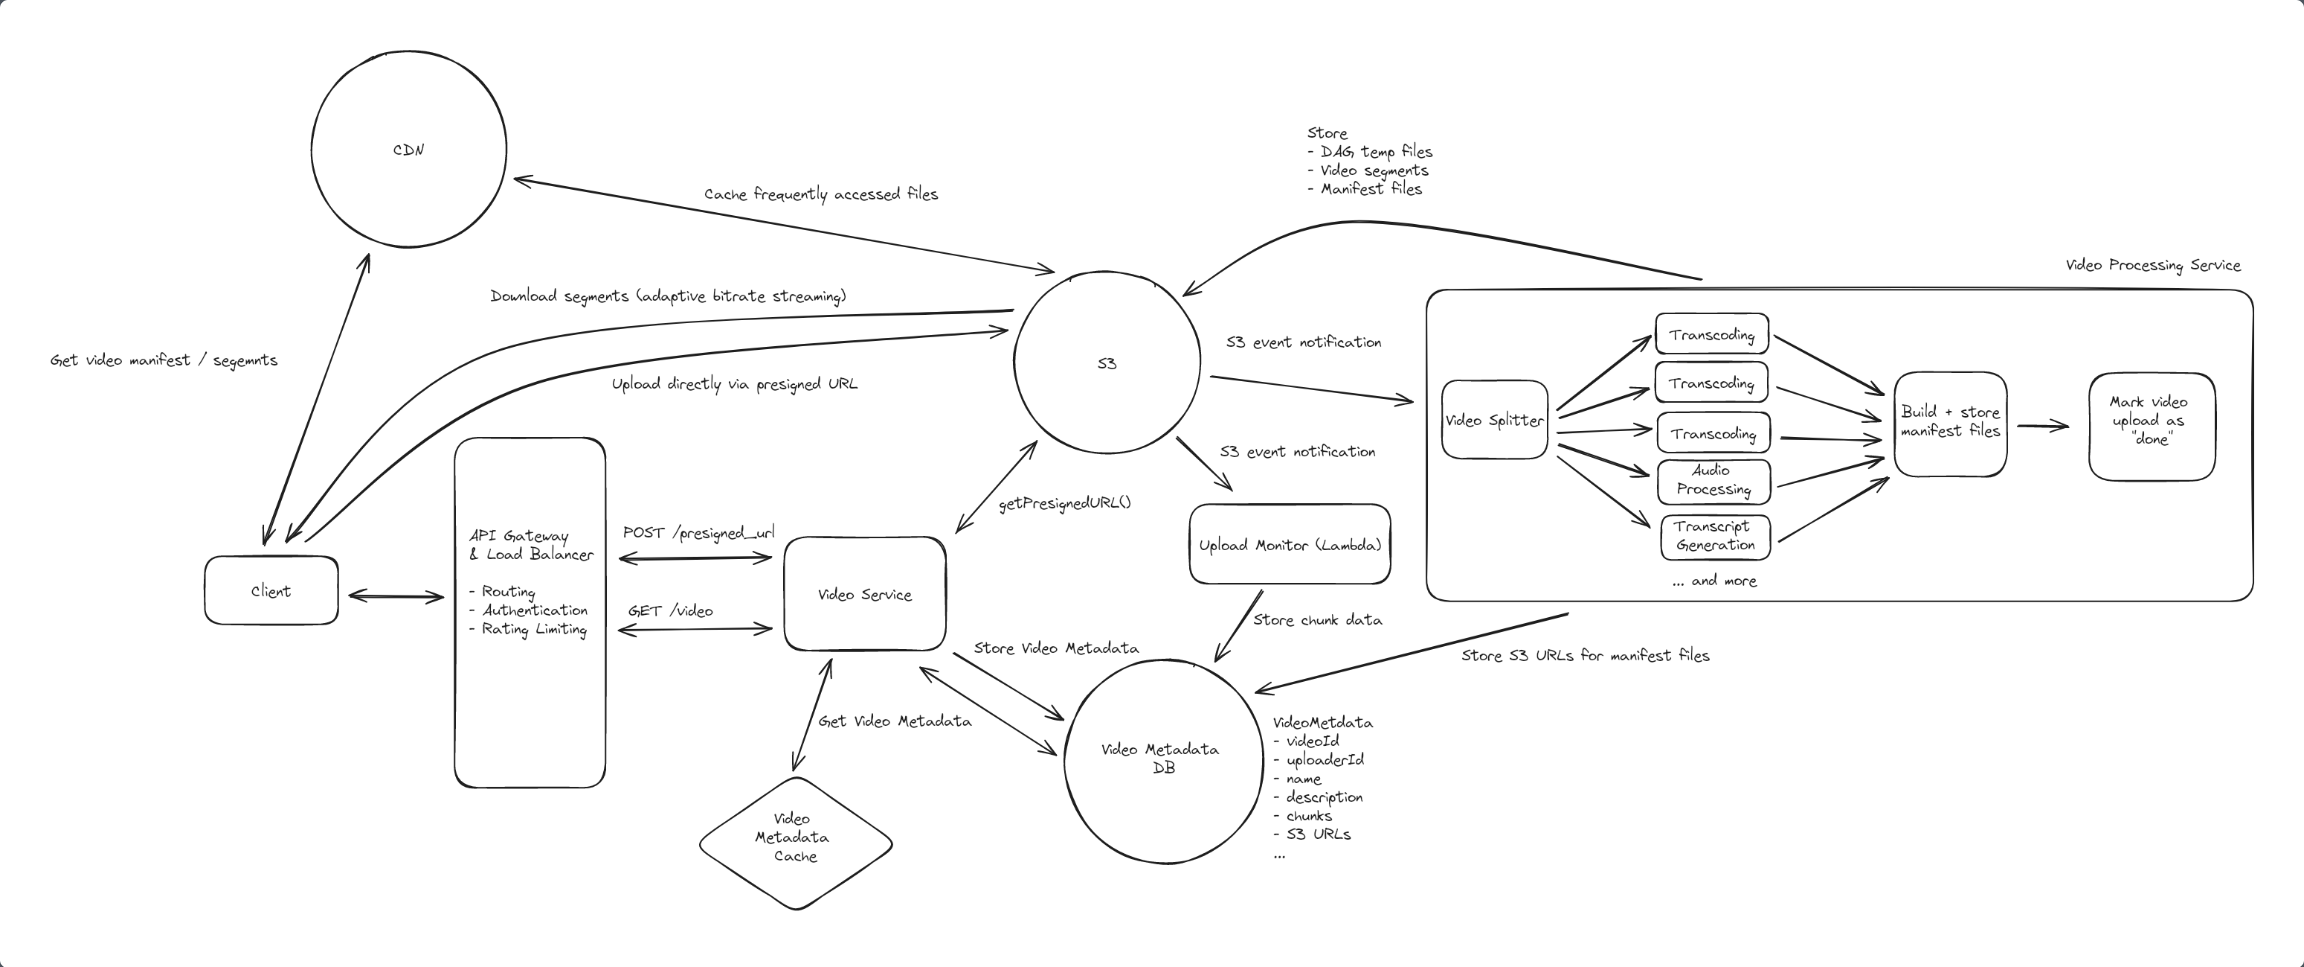 CDN
Store
- DAG temp files
- Video segments
- Manifest files
Cache frequently accessed files
Video Processing Service
Download segments (adaptive bitrate streaming)
Get video manifest / segemnts
Upload directly via presigned URL
S3
S3 event notification
S3 event notification
Video Splitter
Transcoding
Transcoding
Transcoding
Audio
Processing
Transcript
Generation
... and more
Build + store
manifest files
Mark video
upload as
"done"
getPresignedURL()
Upload Monitor (Lambda)
Client
API Gateway
& Load Balancer
- Routing
- Authentication
- Rating Limiting
POST /presigned_url
GET /video
Video Service
Store Video Metadata
Store chunk data
Store S3 URLs for manifest files
Get Video Metadata
Video
Metadata
Cache
Video Metadata
DB
VideoMetdata
- videoId
- uploaderId
- name
- description
- chunks
- S3 URLs
...